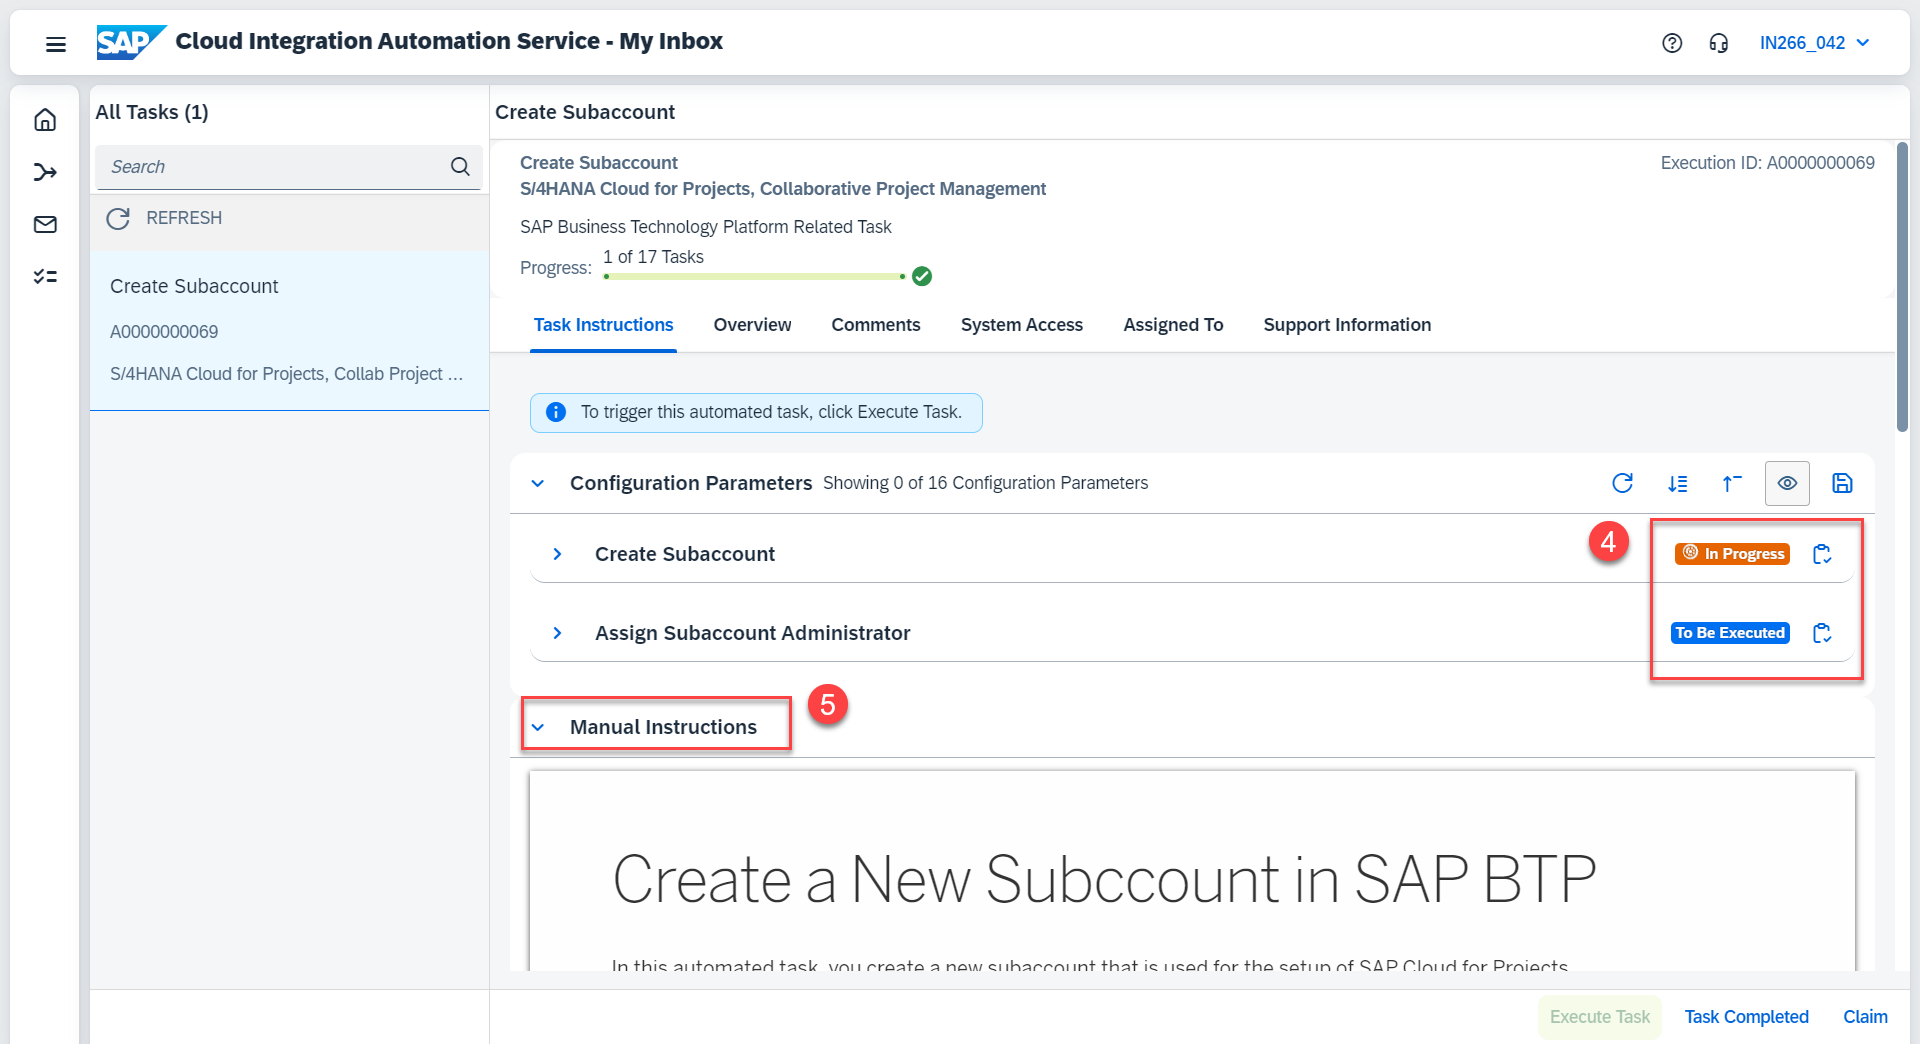 SAP Cloud Integration Automation Service - My Inbox
IN266_042
All Tasks (1)
Search
REFRESH
Create Subaccount
A0000000069
S/4HANA Cloud for Projects, Collab Project ...
Create Subaccount
Create Subaccount
Execution ID: A0000000069
S/4HANA Cloud for Projects, Collaborative Project Management
SAP Business Technology Platform Related Task
Progress: 1 of 17 Tasks
Task Instructions Overview Comments System Access Assigned To Support Information
To trigger this automated task, click Execute Task.
Configuration Parameters Showing 0 of 16 Configuration Parameters
Create Subaccount 4 In Progress
Assign Subaccount Administrator To Be Executed
Manual Instructions 5
Create a New Subccount in SAP BTP
In this automated task, you create a new subaccount that is used for the setup of SAP Cloud for Projects
Execute Task Task Completed Claim